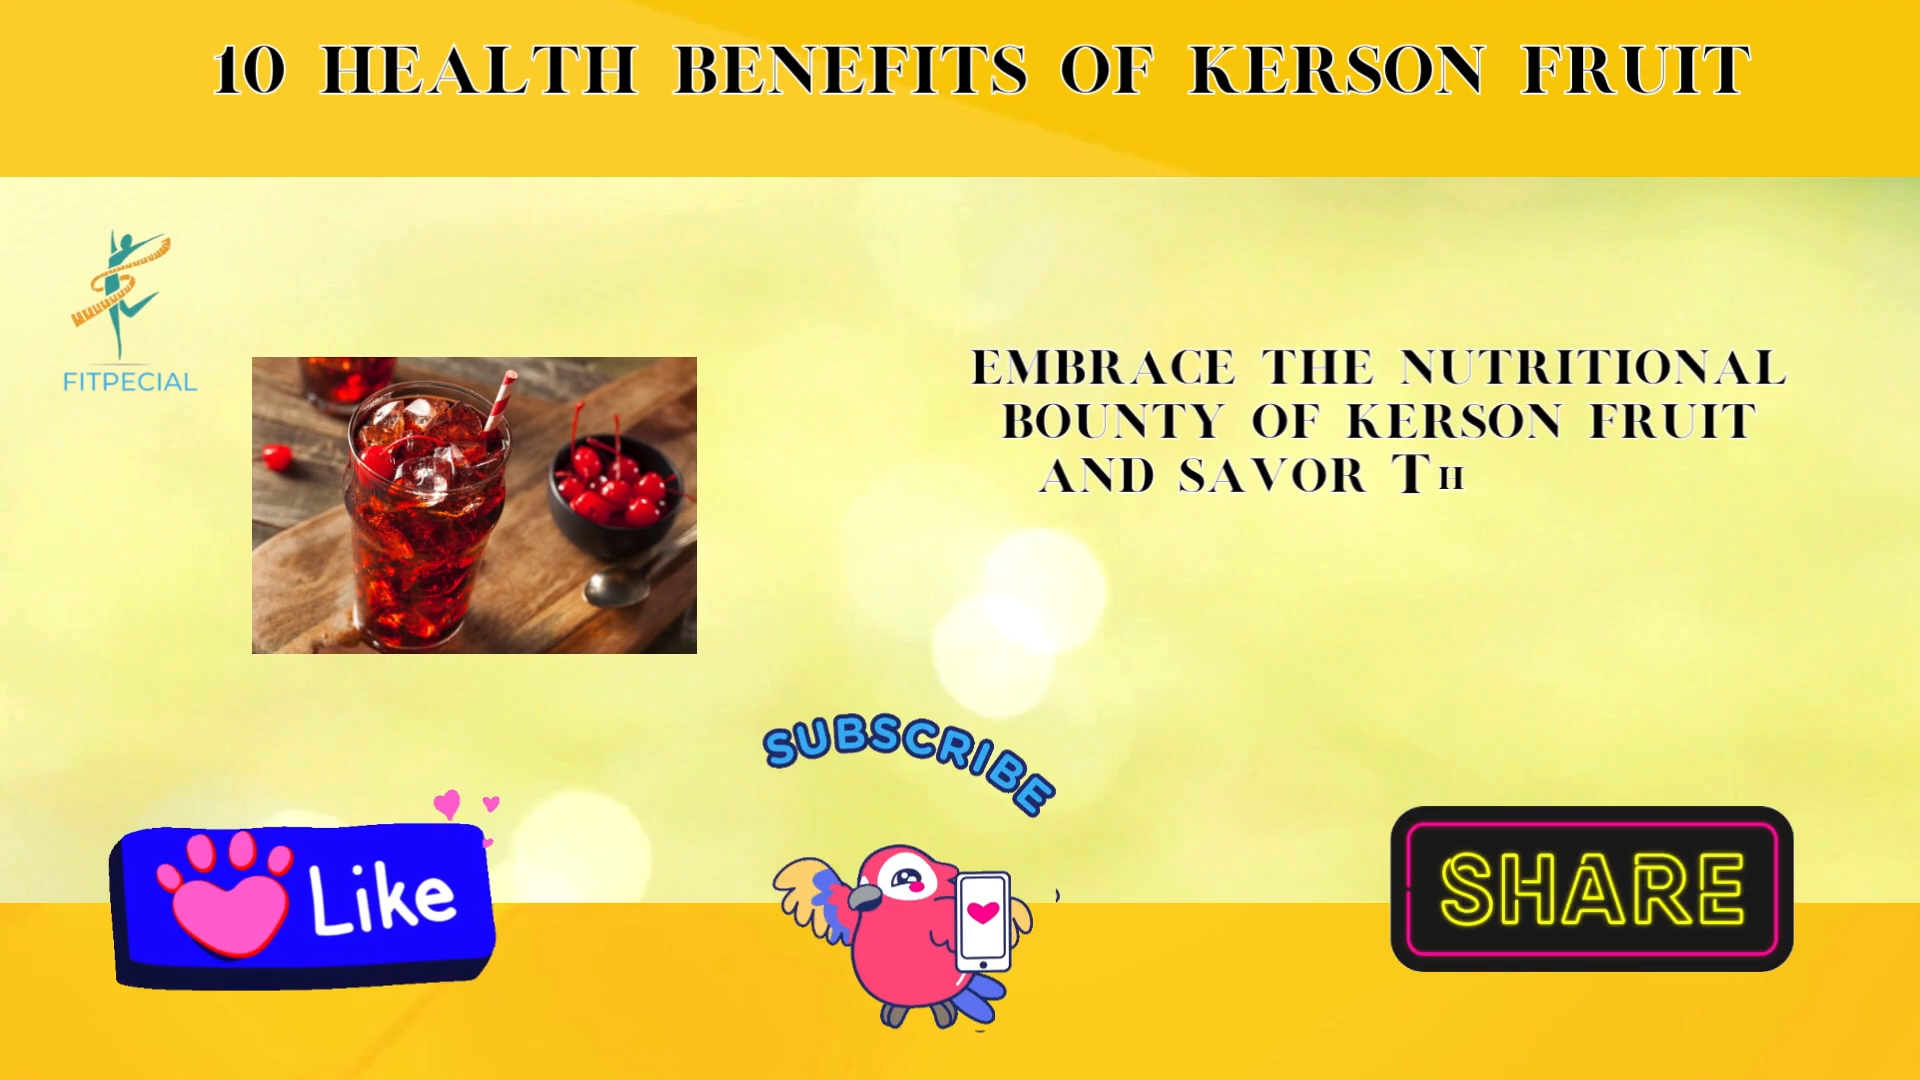 10 HEALTH BENEFITS OF KERSON FRUIT
FITPECIAL
EMBRACE THE NUTRITIONAL
BOUNTY OF KERSON FRUIT
AND SAVOR TH
SUBSCRIBE
Like
SHARE